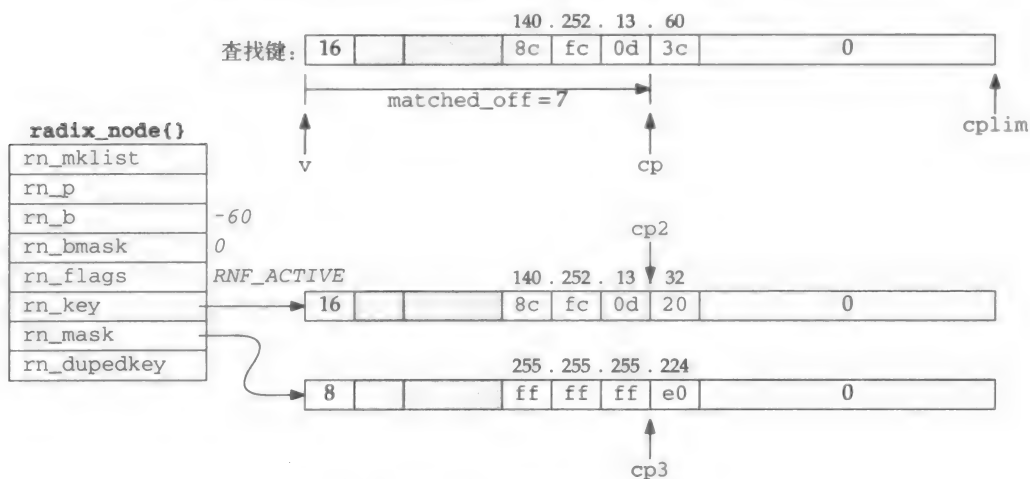 140 . 252 . 13 . 60
查找键: 16 8c fc 0d 3c 0
matched_off = 7
v cp cplim
radix_node{}
rn_mklist
rn_p
rn_b -60
rn_bmask 0
rn_flags RNF_ACTIVE
rn_key
rn_mask
rn_dupedkey
cp2
140 . 252 . 13 32
16 8c fc 0d 20 0
255 . 255 . 255 . 224
8 ff ff ff e0 0
cp3